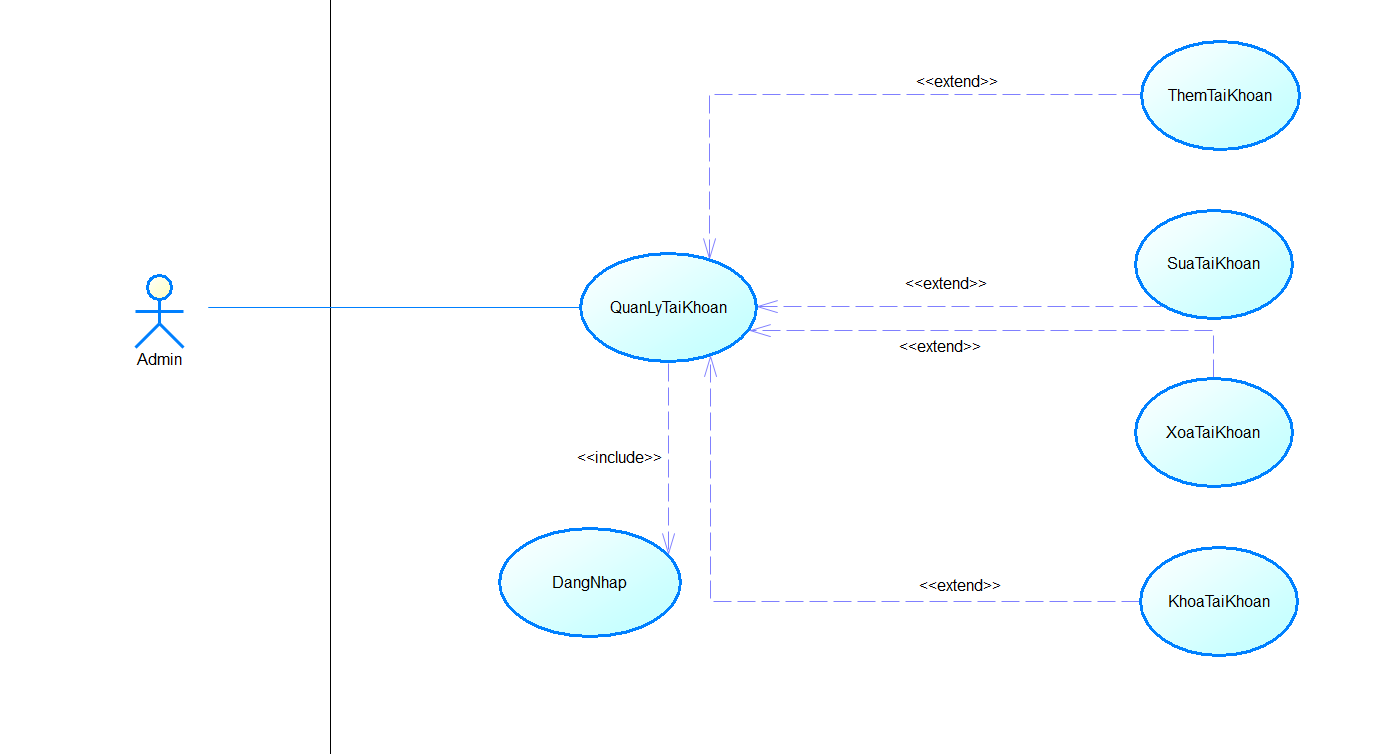 <<extend>>
ThemTaiKhoan
SuaTaiKhoan
<<extend>>
QuanLyTaiKhoan
<<extend>>
Admin
XoaTaiKhoan
<<include>>
DangNhap
<<extend>>
KhoaTaiKhoan